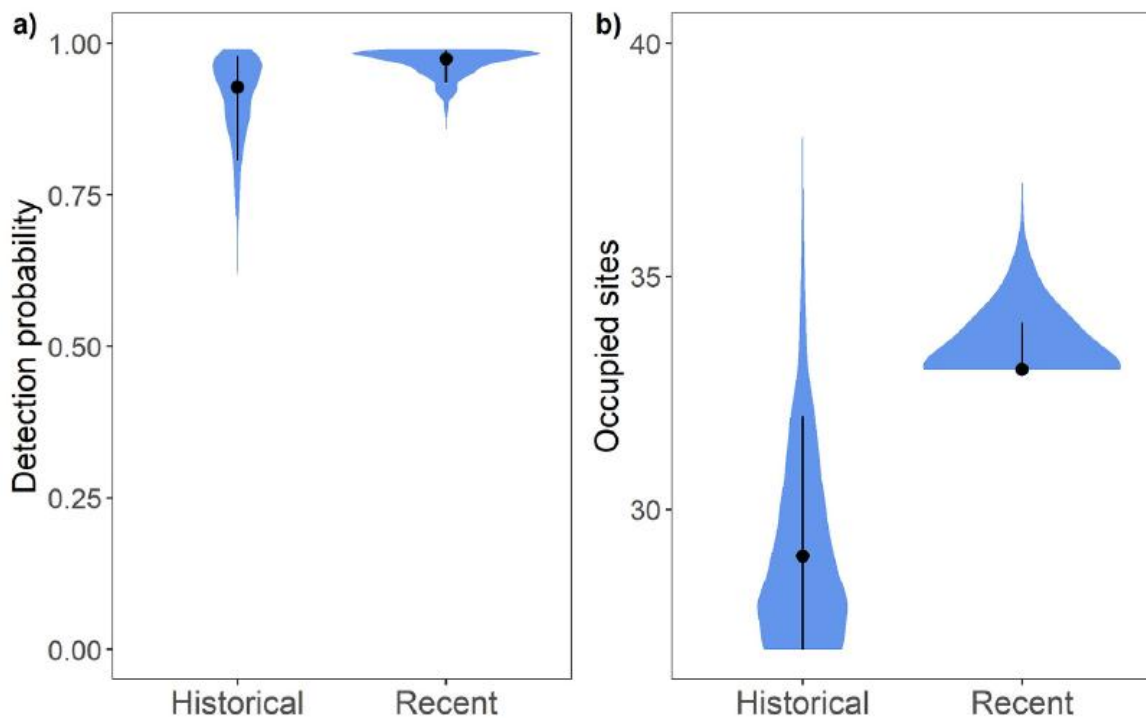 a)
Detection probability
1.00
0.75
0.50
0.25
0.00
Historical
Recent
b)
Occupied sites
40
35
30
Historical
Recent